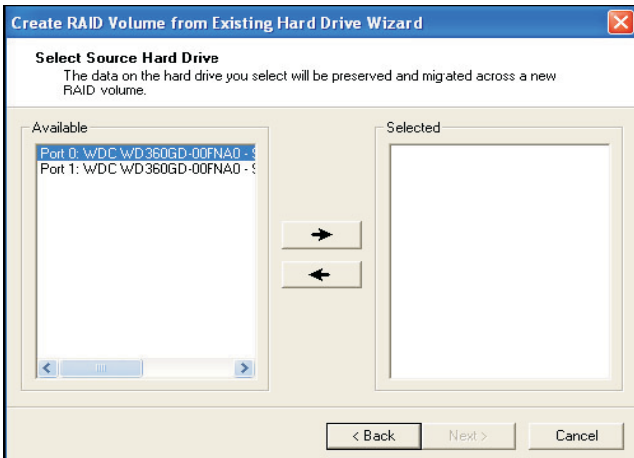 Create RAID Volume from Existing Hard Drive Wizard
Select Source Hard Drive
The data on the hard drive you select will be preserved and migrated across a new
RAID volume.
Available
Port 0: WDC WD360GD-00FNA0 - S
Port 1: WDC WD360GD-00FNA0 - S
Selected
< Back
Next >
Cancel